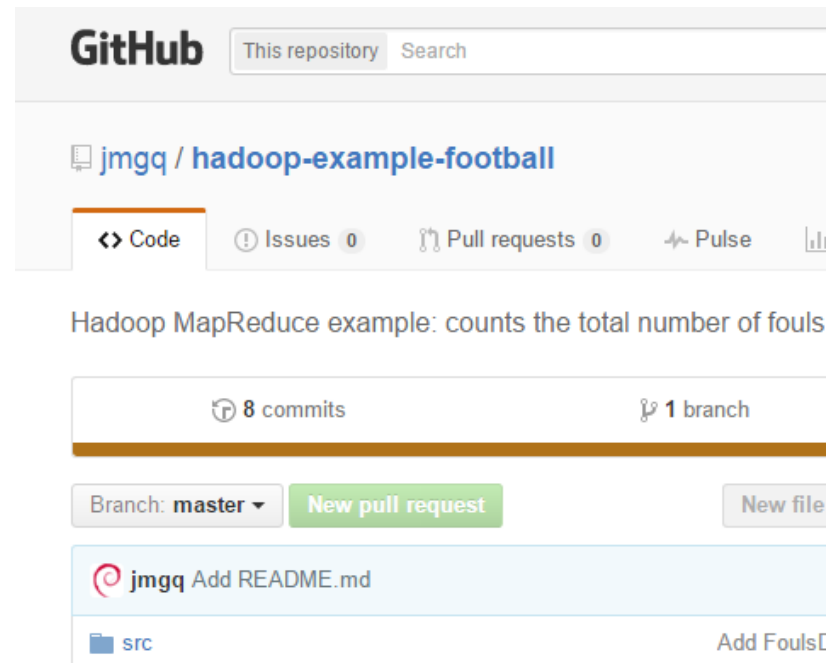 GitHub This repository Search
jmgq / hadoop-example-football
Code Issues 0 Pull requests 0 Pulse
Hadoop MapReduce example: counts the total number of fouls
8 commits 1 branch
Branch: master New pull request New file
jmgq Add README.md
src Add Fouls